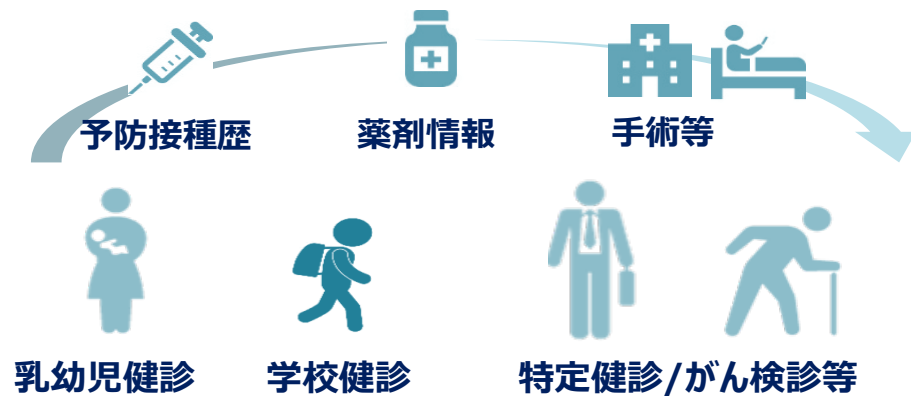 予防接種歴
薬剤情報
手術等
乳幼児健診
学校健診
特定健診/がん検診等